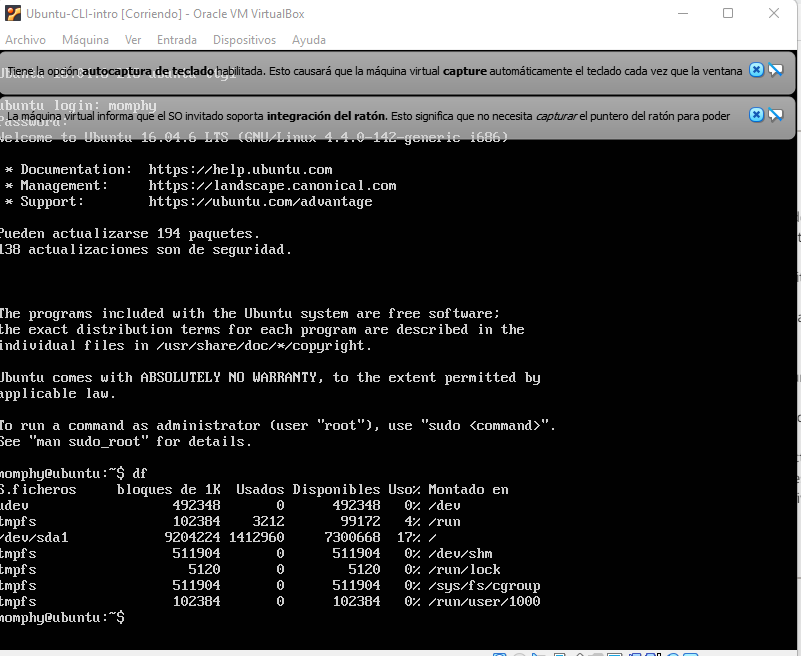 Ubuntu-CLI-intro [Corriendo] - Oracle VM VirtualBox
Archivo Máquina Ver Entrada Dispositivos Ayuda
Tiene la opción autocaptura de teclado habilitada. Esto causará que la máquina virtual capture automáticamente el teclado cada vez que la ventana
ubuntu login: momphy
La máquina virtual informa que el SO invitado soporta integración del ratón. Esto significa que no necesita capturar el puntero del ratón para poder
Password:
Welcome to Ubuntu 16.04.6 LTS (GNU/Linux 4.4.0-142-generic i686)
* Documentation: https://help.ubuntu.com
* Management: https://landscape.canonical.com
* Support: https://ubuntu.com/advantage
Pueden actualizarse 194 paquetes.
138 actualizaciones son de seguridad.
The programs included with the Ubuntu system are free software;
the exact distribution terms for each program are described in the
individual files in /usr/share/doc/*/copyright.
Ubuntu comes with ABSOLUTELY NO WARRANTY, to the extent permitted by
applicable law.
To run a command as administrator (user "root"), use "sudo <command>".
See "man sudo_root" for details.
momphy@ubuntu:~$ df
S.ficheros bloques de 1K Usados Disponibles Uso% Montado en
udev 492348 0 492348 0% /dev
tmpfs 102384 3212 99172 4% /run
/dev/sda1 9204224 1412960 7300668 17% /
tmpfs 511904 0 511904 0% /dev/shm
tmpfs 5120 0 5120 0% /run/lock
tmpfs 511904 0 511904 0% /sys/fs/cgroup
tmpfs 102384 0 102384 0% /run/user/1000
momphy@ubuntu:~$